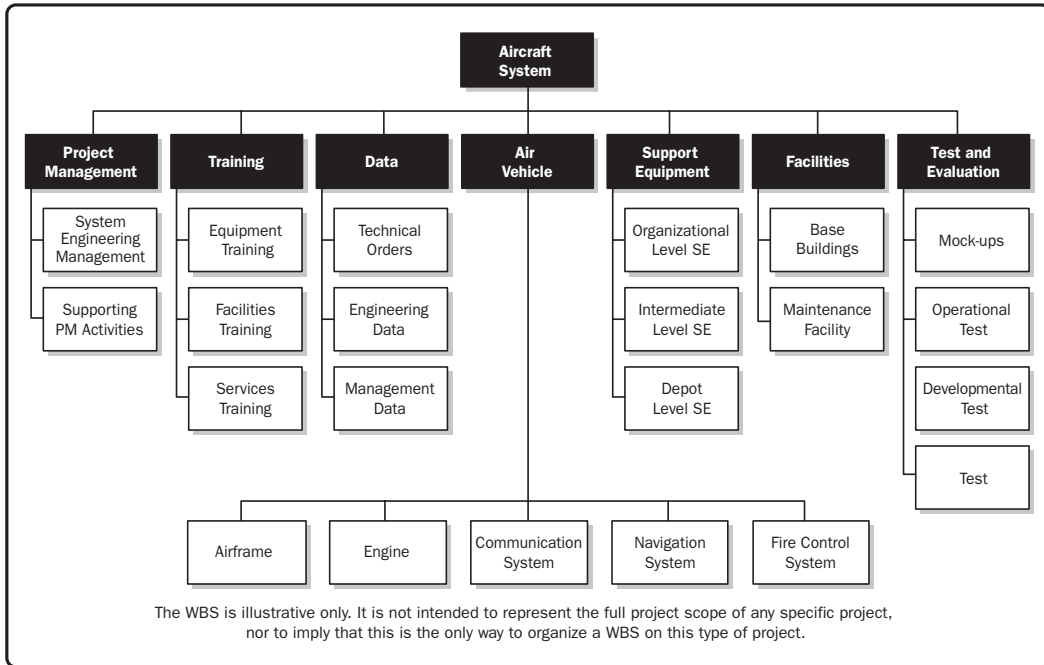 Aircraft
System
Project
Management
Training
Data
Air
Vehicle
Support
Equipment
Facilities
Test and
Evaluation
System
Engineering
Management
Equipment
Training
Technical
Orders
Organizational
Level SE
Base
Buildings
Mock-ups
Supporting
PM Activities
Facilities
Training
Engineering
Data
Intermediate
Level SE
Maintenance
Facility
Operational
Test
Services
Training
Management
Data
Depot
Level SE
Developmental
Test
Test
Airframe
Engine
Communication
System
Navigation
System
Fire Control
System
The WBS is illustrative only. It is not intended to represent the full project scope of any specific project,
nor to imply that this is the only way to organize a WBS on this type of project.